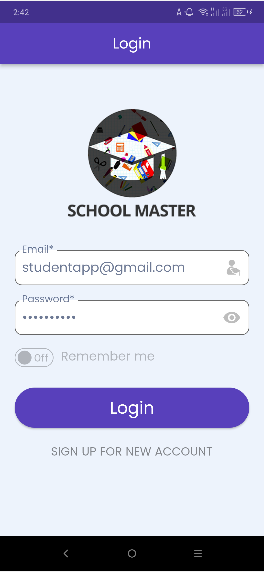 2:42
Login
SCHOOL MASTER
Email*
studentapp@gmail.com
Password*
••••••••••
Off
Remember me
Login
SIGN UP FOR NEW ACCOUNT